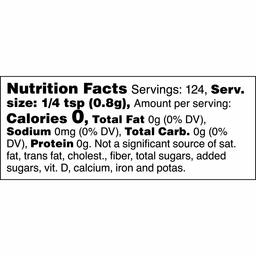 Nutrition Facts Servings: 124, Serv.
size: 1/4 tsp (0.8g), Amount per serving:
Calories 0, Total Fat 0g (0% DV),
Sodium 0mg (0% DV), Total Carb. 0g (0%
DV), Protein 0g. Not a significant source of sat.
fat, trans fat, cholest., fiber, total sugars, added
sugars, vit. D, calcium, iron and potas.